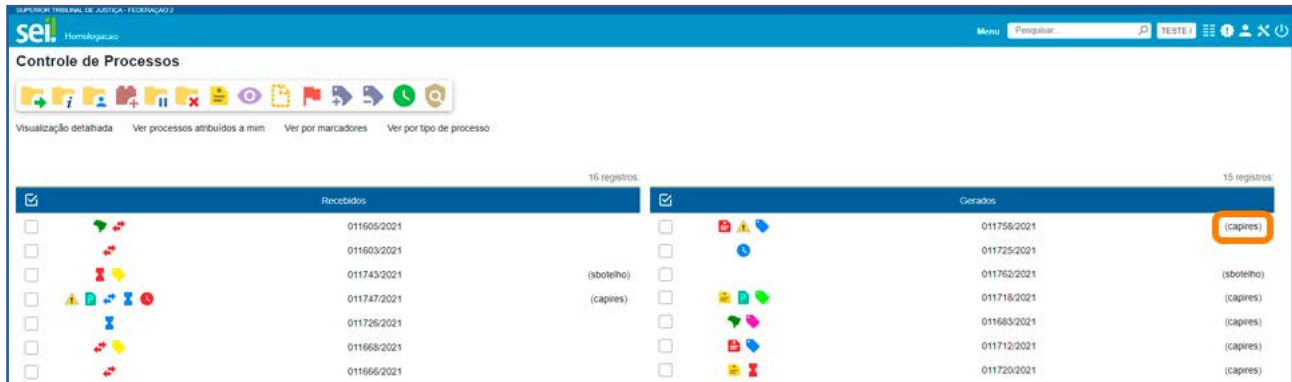 SUPERIOR TRIBUNAL DE JUSTIÇA - FEDERAÇAO 2
sei! Homologacao
Menu Pesquisar... TESTE I
Controle de Processos
Visualização detalhada Ver processos atribuídos a mim Ver por marcadores Ver por tipo de processo
16 registros: 15 registros:
Recebidos Gerados
011605/2021 011758/2021 (capires)
011603/2021 011725/2021
011743/2021 (sbotelho) 011762/2021 (sbotelho)
011747/2021 (capires) 011718/2021 (capires)
011726/2021 011683/2021 (capires)
011668/2021 011712/2021 (capires)
011666/2021 011720/2021 (capires)